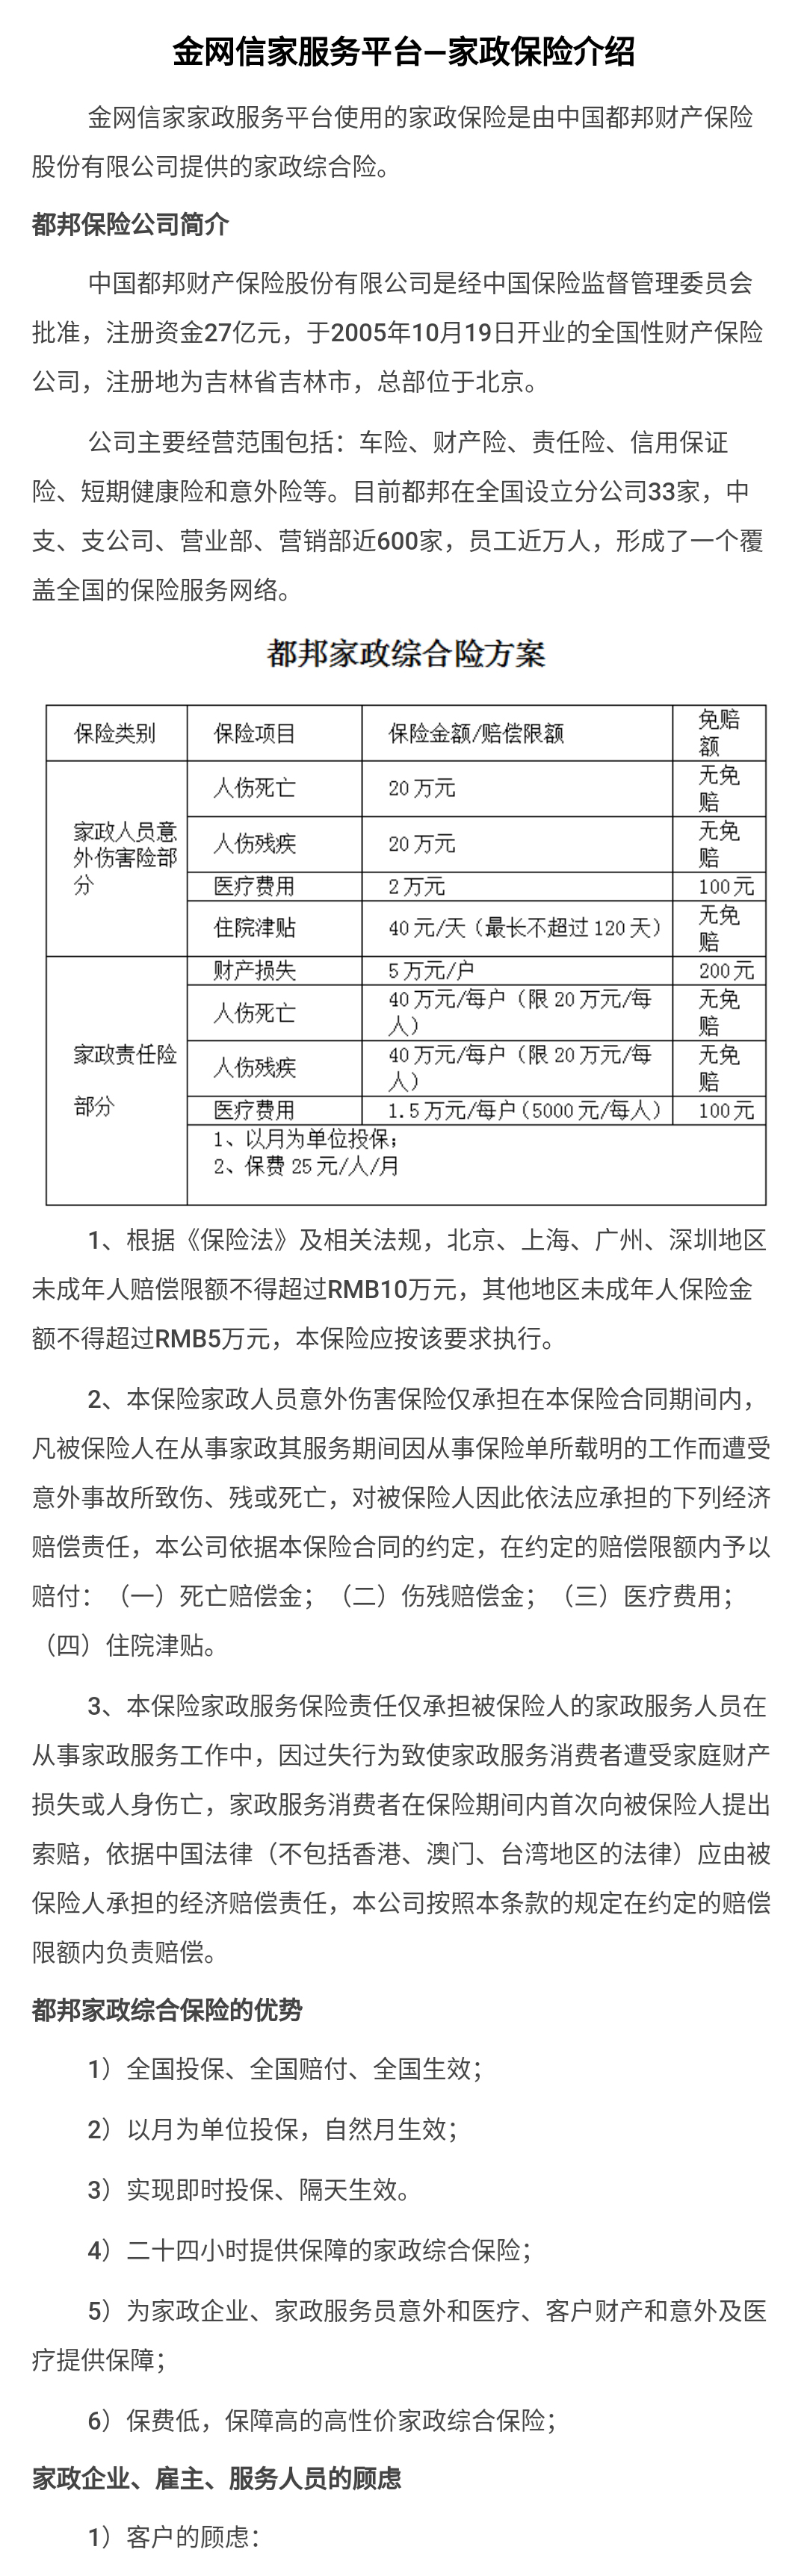 金网信家服务平台—家政保险介绍
金网信家家政服务平台使用的家政保险是由中国都邦财产保险
股份有限公司提供的家政综合险。
都邦保险公司简介
中国都邦财产保险股份有限公司是经中国保险监督管理委员会
批准，注册资金27亿元，于2005年10月19日开业的全国性财产保险
公司，注册地为吉林省吉林市，总部位于北京。
公司主要经营范围包括：车险、财产险、责任险、信用保证
险、短期健康险和意外险等。目前都邦在全国设立分公司33家，中
支、支公司、营业部、营销部近600家，员工近万人，形成了一个覆
盖全国的保险服务网络。
都邦家政综合险方案
保险类别 保险项目 保险金额/赔偿限额 免赔
额
家政人员意
外伤害险部
分
人伤死亡 20万元 无免
赔
人伤残疾 20万元 无免
赔
医疗费用 2万元 100元
住院津贴 40元/天（最长不超过120天） 无免
赔
家政责任险
部分
财产损失 5万元/户 200元
人伤死亡 40万元/每户（限20万元/每
人） 无免
赔
人伤残疾 40万元/每户（限20万元/每
人） 无免
赔
医疗费用 1.5万元/每户（5000元/每人） 100元
1、以月为单位投保；
2、保费25元/人/月
1、根据《保险法》及相关法规，北京、上海、广州、深圳地区
未成年人赔偿限额不得超过RMB10万元，其他地区未成年人保险金
额不得超过RMB5万元，本保险应按该要求执行。
2、本保险家政人员意外伤害保险仅承担在本保险合同期间内，
凡被保险人在从事家政其服务期间因从事保险单所载明的工作而遭受
意外事故所致伤、残或死亡，对被保险人因此依法应承担的下列经济
赔偿责任，本公司依据本保险合同的约定，在约定的赔偿限额内予以
赔付：（一）死亡赔偿金；（二）伤残赔偿金；（三）医疗费用；
（四）住院津贴。
3、本保险家政服务保险责任仅承担被保险人的家政服务人员在
从事家政服务工作中，因过失行为致使家政服务消费者遭受家庭财产
损失或人身伤亡，家政服务消费者在保险期间内首次向被保险人提出
索赔，依据中国法律（不包括香港、澳门、台湾地区的法律）应由被
保险人承担的经济赔偿责任，本公司按照本条款的规定在约定的赔偿
限额内负责赔偿。
都邦家政综合保险的优势
1）全国投保、全国赔付、全国生效；
2）以月为单位投保，自然月生效；
3）实现即时投保、隔天生效。
4）二十四小时提供保障的家政综合保险；
5）为家政企业、家政服务员意外和医疗、客户财产和意外及医
疗提供保障；
6）保费低，保障高的高性价家政综合保险；
家政企业、雇主、服务人员的顾虑
1）客户的顾虑：